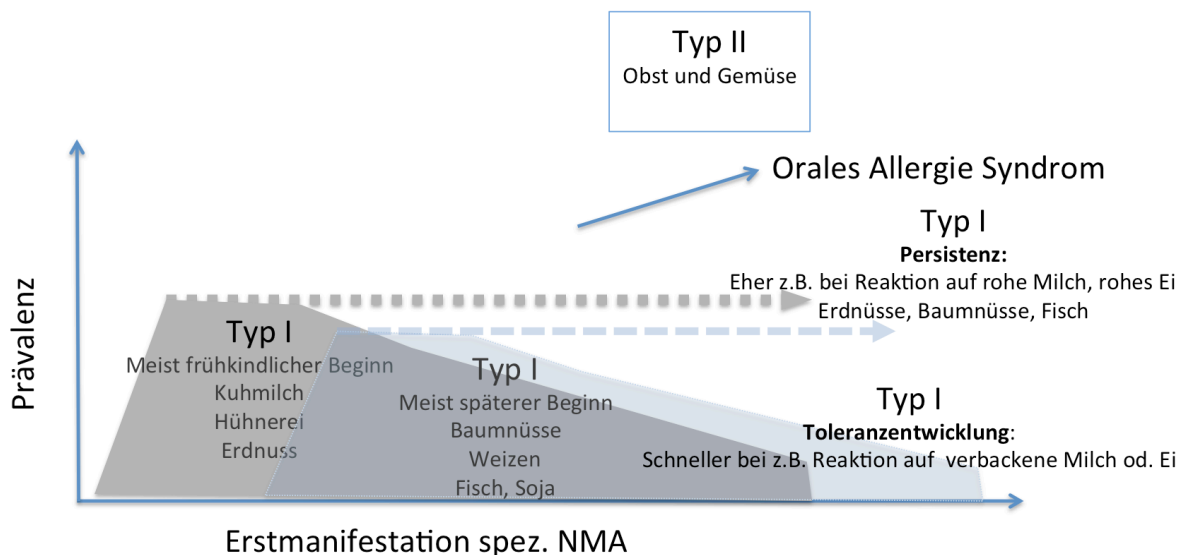 Typ II
Obst und Gemüse
Orales Allergie Syndrom
Typ I
Persistenz:
Eher z.B. bei Reaktion auf rohe Milch, rohes Ei
Erdnüsse, Baumnüsse, Fisch
Prävalenz
Typ I
Meist frühkindlicher Beginn
Kuhmilch
Hühnerei
Erdnuss
Typ I
Meist späterer Beginn
Baumnüsse
Weizen
Fisch, Soja
Typ I
Toleranzentwicklung:
Schneller bei z.B. Reaktion auf verbackene Milch od. Ei
Erstmanifestation spez. NMA